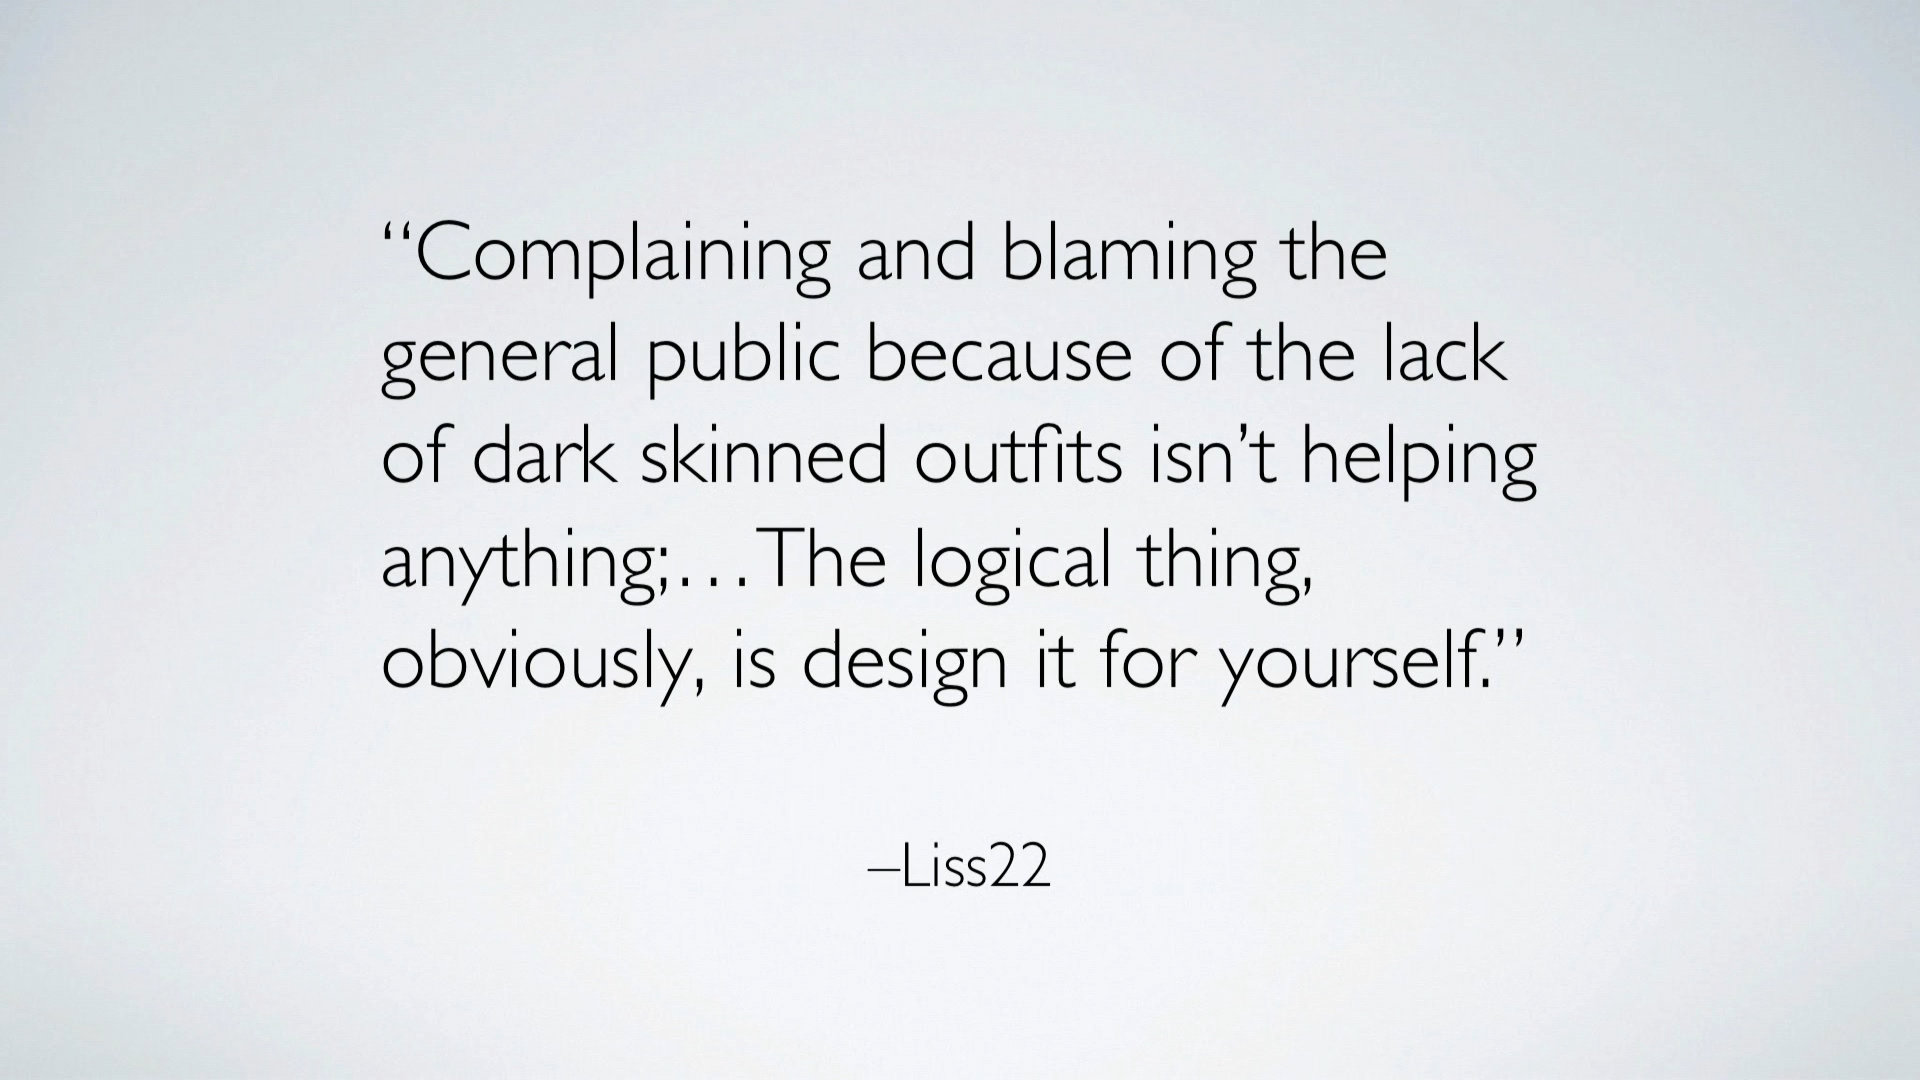 “Complaining and blaming the
general public because of the lack
of dark skinned outfits isn’t helping
anything;…The logical thing,
obviously, is design it for yourself.”
–Liss22